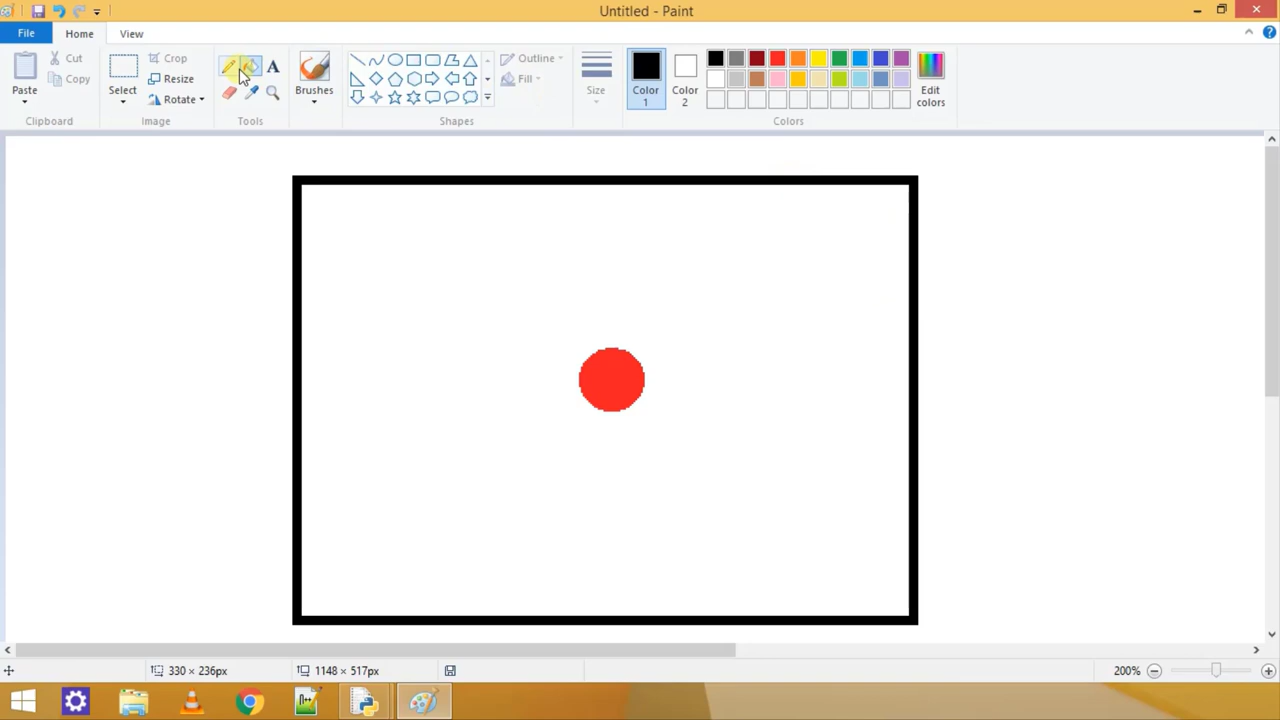 Untitled - Paint
File
Home
View
Paste
Cut
Copy
Clipboard
Select
Crop
Resize
Rotate
Image
A
Tools
Brushes
Shapes
Outline
Fill
Size
Color 1
Color 2
Edit colors
Colors
330 × 236px
1148 × 517px
200%